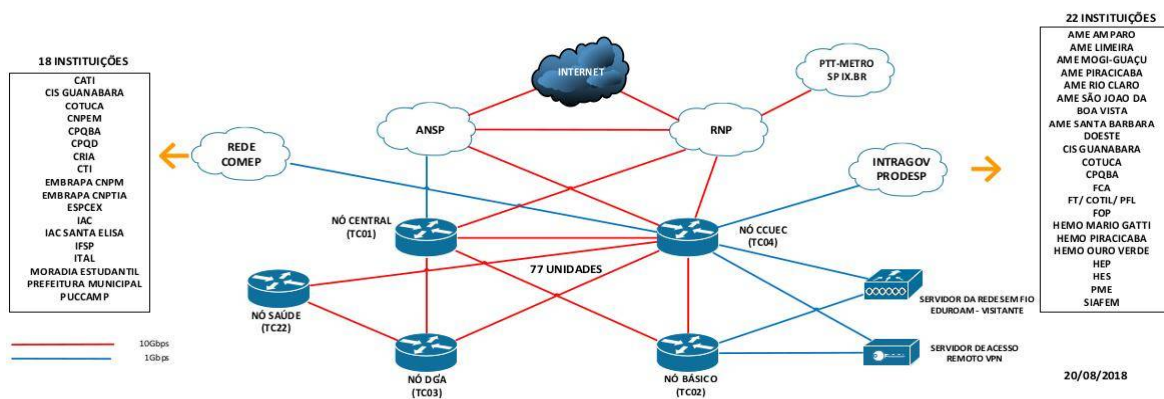 18 INSTITUIÇÕES
CATI
CIS GUANABARA
COTUCA
CNPEM
CPQBA
CPQD
CRIA
CTI
EMBRAPA CNPM
EMBRAPA CNPTIA
ESPCEX
IAC
IAC SANTA ELISA
IFSP
ITAL
MORADIA ESTUDANTIL
PREFEITURA MUNICIPAL
PUCCAMP
10Gbps
1Gbps
INTERNET
PTT-METRO
SP IX.BR
ANSP
RNP
REDE
COMEP
INTRAGOV
PRODESP
NÓ CENTRAL
(TC01)
NÓ CCUEC
(TC04)
77 UNIDADES
NÓ SAÚDE
(TC22)
NÓ DGA
(TC03)
NÓ BÁSICO
(TC02)
SERVIDOR DA REDE SEM FIO
EDUROAM - VISITANTE
SERVIDOR DE ACESSO
REMOTO VPN
22 INSTITUIÇÕES
AME AMPARO
AME LIMEIRA
AME MOGI-GUAÇU
AME PIRACICABA
AME RIO CLARO
AME SÃO JOAO DA
BOA VISTA
AME SANTA BARBARA
DOESTE
CIS GUANABARA
COTUCA
CPQBA
FCA
FT/ COTIL/ PFL
FOP
HEMO MARIO GATTI
HEMO PIRACICABA
HEMO OURO VERDE
HEP
HES
PME
SIAFEM
20/08/2018